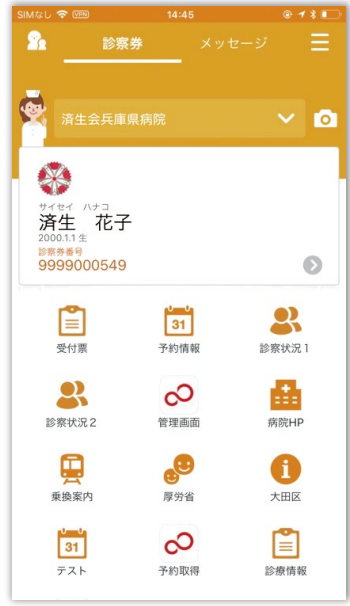 SIMなし VPN 14:45
診察券 メッセージ
済生会兵庫県病院
サイセイ ハナコ
済生 花子
2000.1.1 生
診察券番号
9999000549
31
受付票 予約情報 診察状況1
診察状況2 管理画面 病院HP
乗換案内 厚労省 大田区
31
テスト 予約取得 診療情報